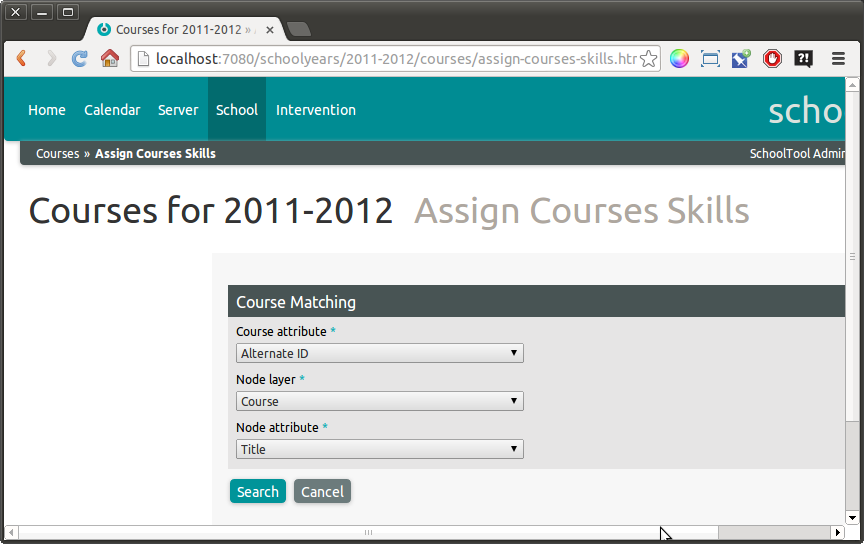 Courses for 2011-2012 »
localhost:7080/schoolyears/2011-2012/courses/assign-courses-skills.htr
?!
Home Calendar Server School Intervention scho
Courses » Assign Courses Skills SchoolTool Admin
Courses for 2011-2012 Assign Courses Skills
Course Matching
Course attribute *
Alternate ID
Node layer *
Course
Node attribute *
Title
Search Cancel